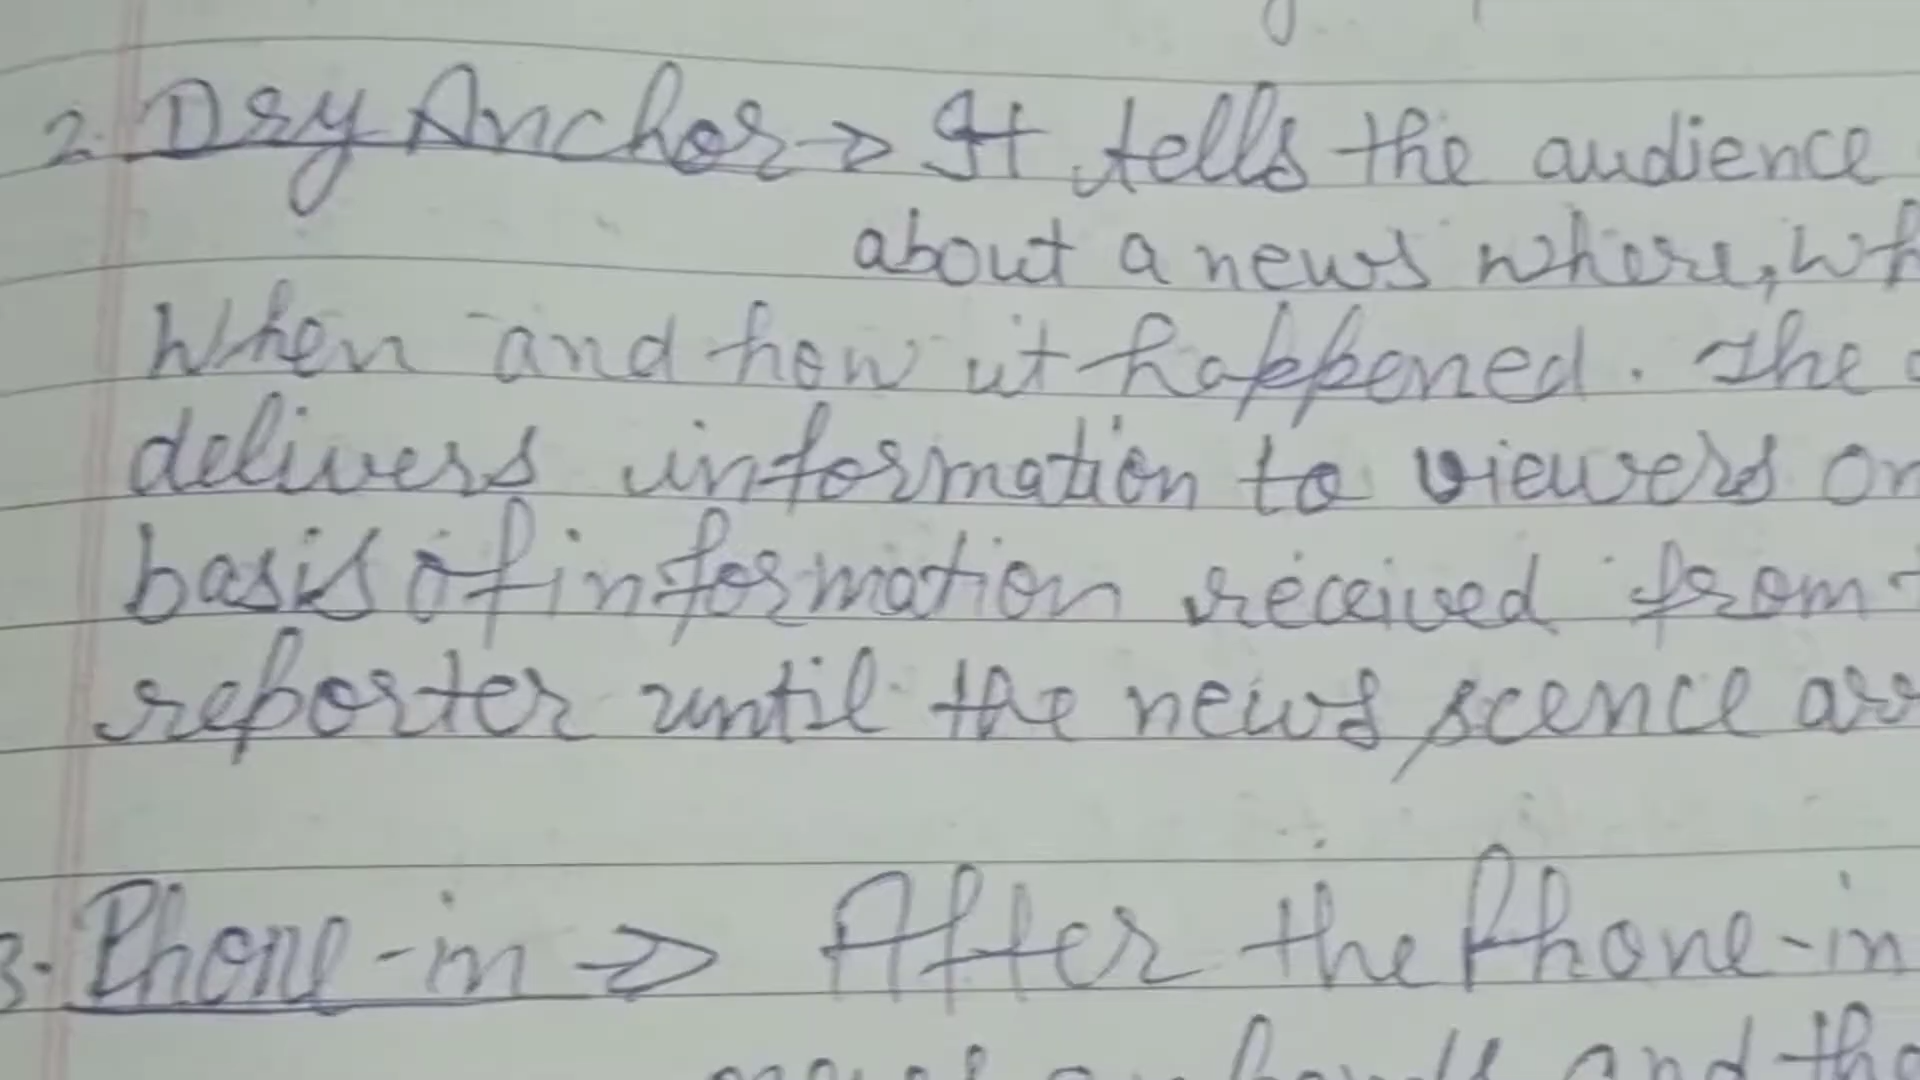 2. Dry Anchor → It tells the audience
about a news where,
When and how it happened. The
delivers information to viewers on
basis of information received from
reporter until the news scence
3. Phone-in ⇒ After the Phone-in
and